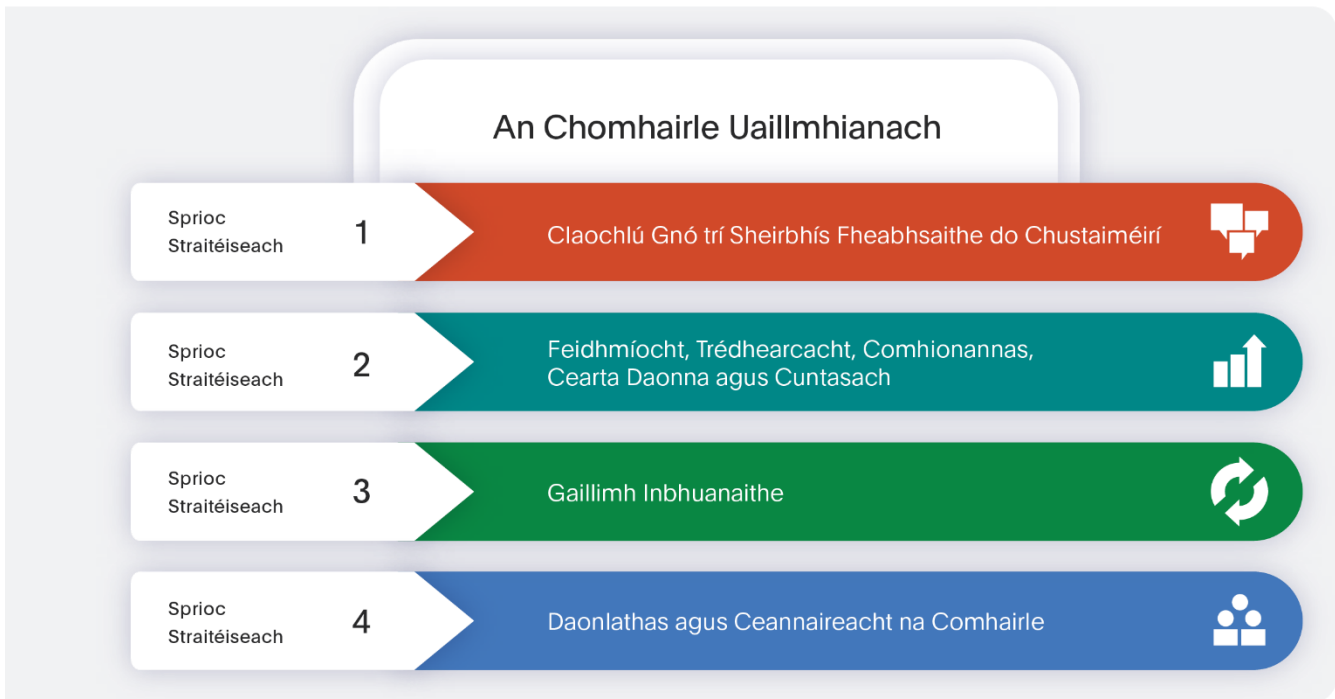 An Chomhairle Uaillmhianach
Sprioc
Straitéiseach
1
Claochlú Gnó trí Sheirbhís Fheabhsaithe do Chustaiméirí
Sprioc
Straitéiseach
2
Feidhmíocht, Trédhearcacht, Comhionannas,
Cearta Daonna agus Cuntasach
Sprioc
Straitéiseach
3
Gaillimh Inbhuanaithe
Sprioc
Straitéiseach
4
Daonlathas agus Ceannaireacht na Comhairle